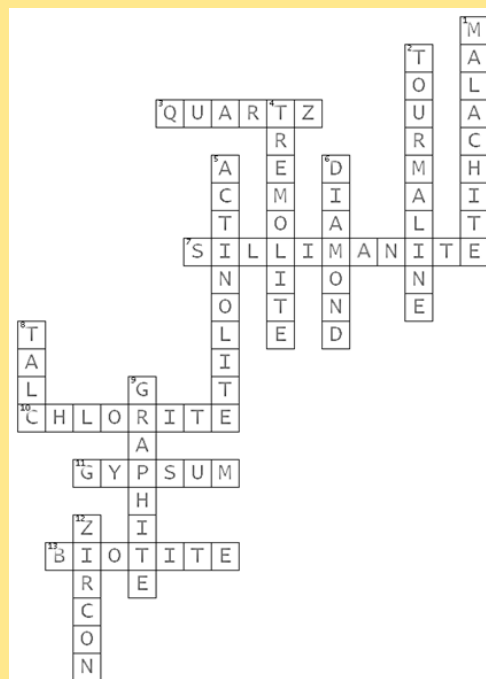 1 MALACHITE
2 TOURMALINE
3 QUARTZ
4 TREMOLITE
5 ACTINOLITE
6 DIAMOND
7 SILLIMANITE
8 TALC
9 GRAPHITE
10 CHLORITE
11 GYPSUM
12 ZIRCON
13 BIOTITE